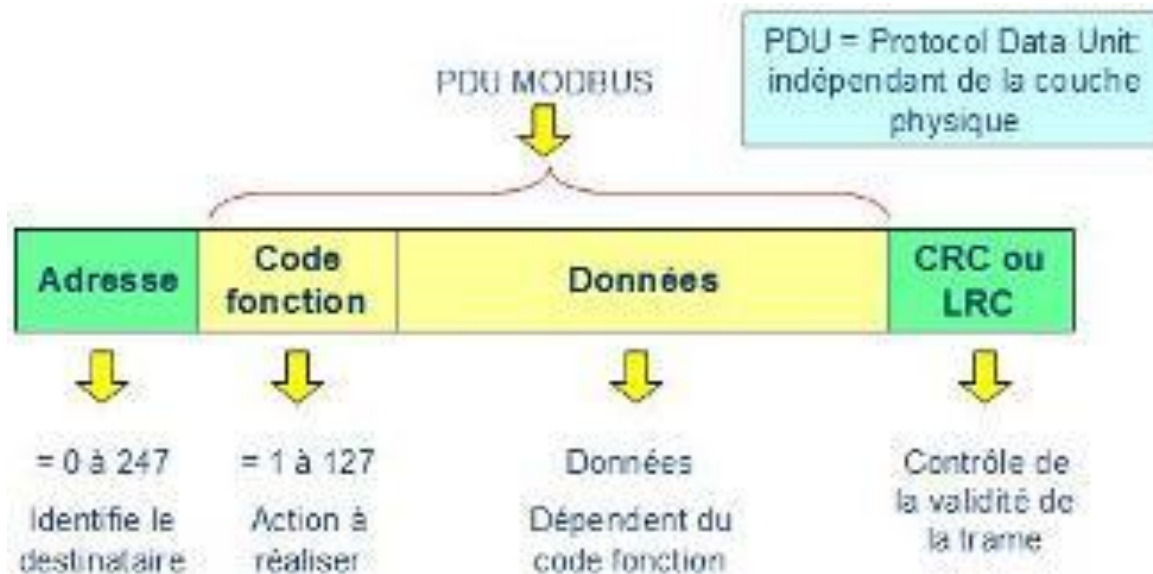 PDU = Protocol Data Unit:
indépendant de la couche
physique
PDU MODBUS
Adresse
Code
fonction
Données
CRC ou
LRC
= 0 à 247
Identifie le
destinataire
= 1 à 127
Action à
réaliser
Données
Dépendent du
code fonction
Contrôle de
la validité de
la trame